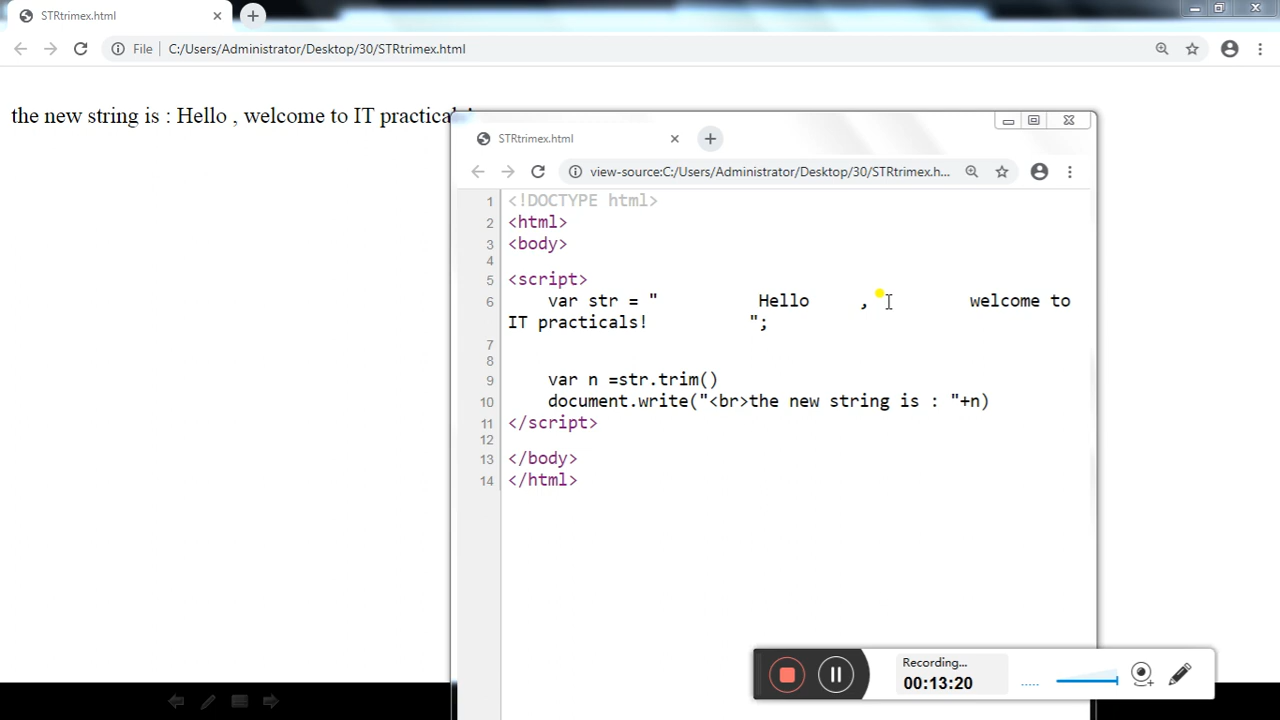 STRtrimex.html
File C:/Users/Administrator/Desktop/30/STRtrimex.html
the new string is : Hello , welcome to IT practicals
STRtrimex.html
view-source:C:/Users/Administrator/Desktop/30/STRtrimex.h...
1 <!DOCTYPE html>
2 <html>
3 <body>
4
5 <script>
6 var str = " Hello , welcome to
IT practicals! ";
7
8
9 var n =str.trim()
10 document.write("<br>the new string is : "+n)
11 </script>
12
13 </body>
14 </html>
Recording...
00:13:20